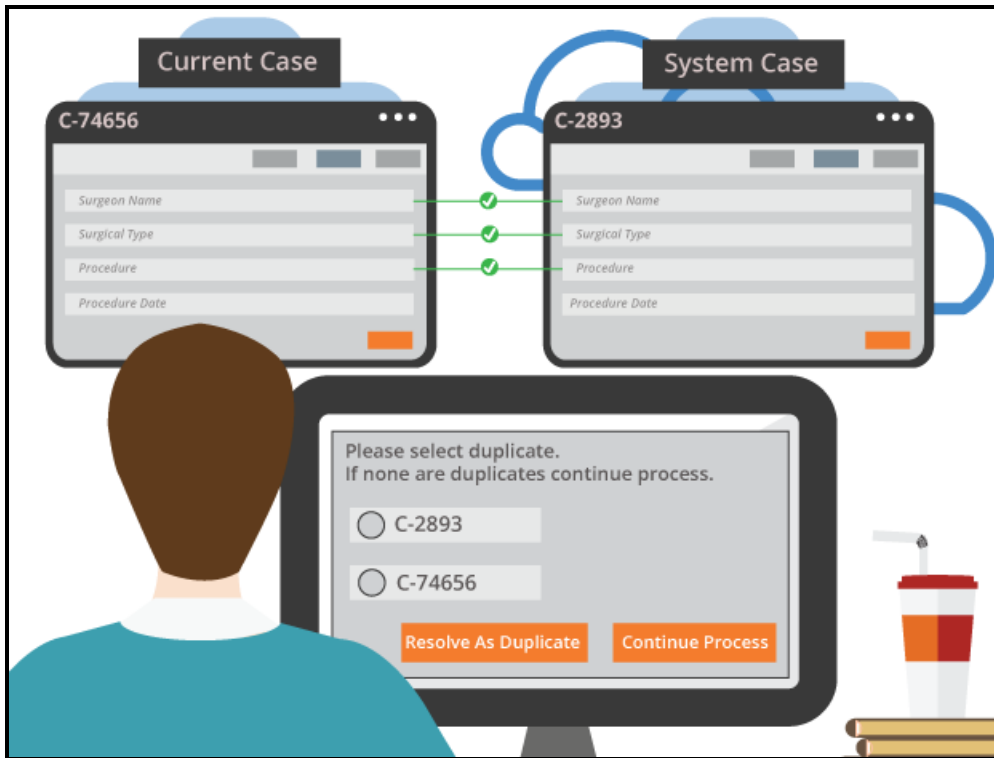 Current Case
System Case
C-74656
C-2893
Surgeon Name
Surgical Type
Procedure
Procedure Date
Surgeon Name
Surgical Type
Procedure
Procedure Date
Please select duplicate.
If none are duplicates continue process.
C-2893
C-74656
Resolve As Duplicate
Continue Process